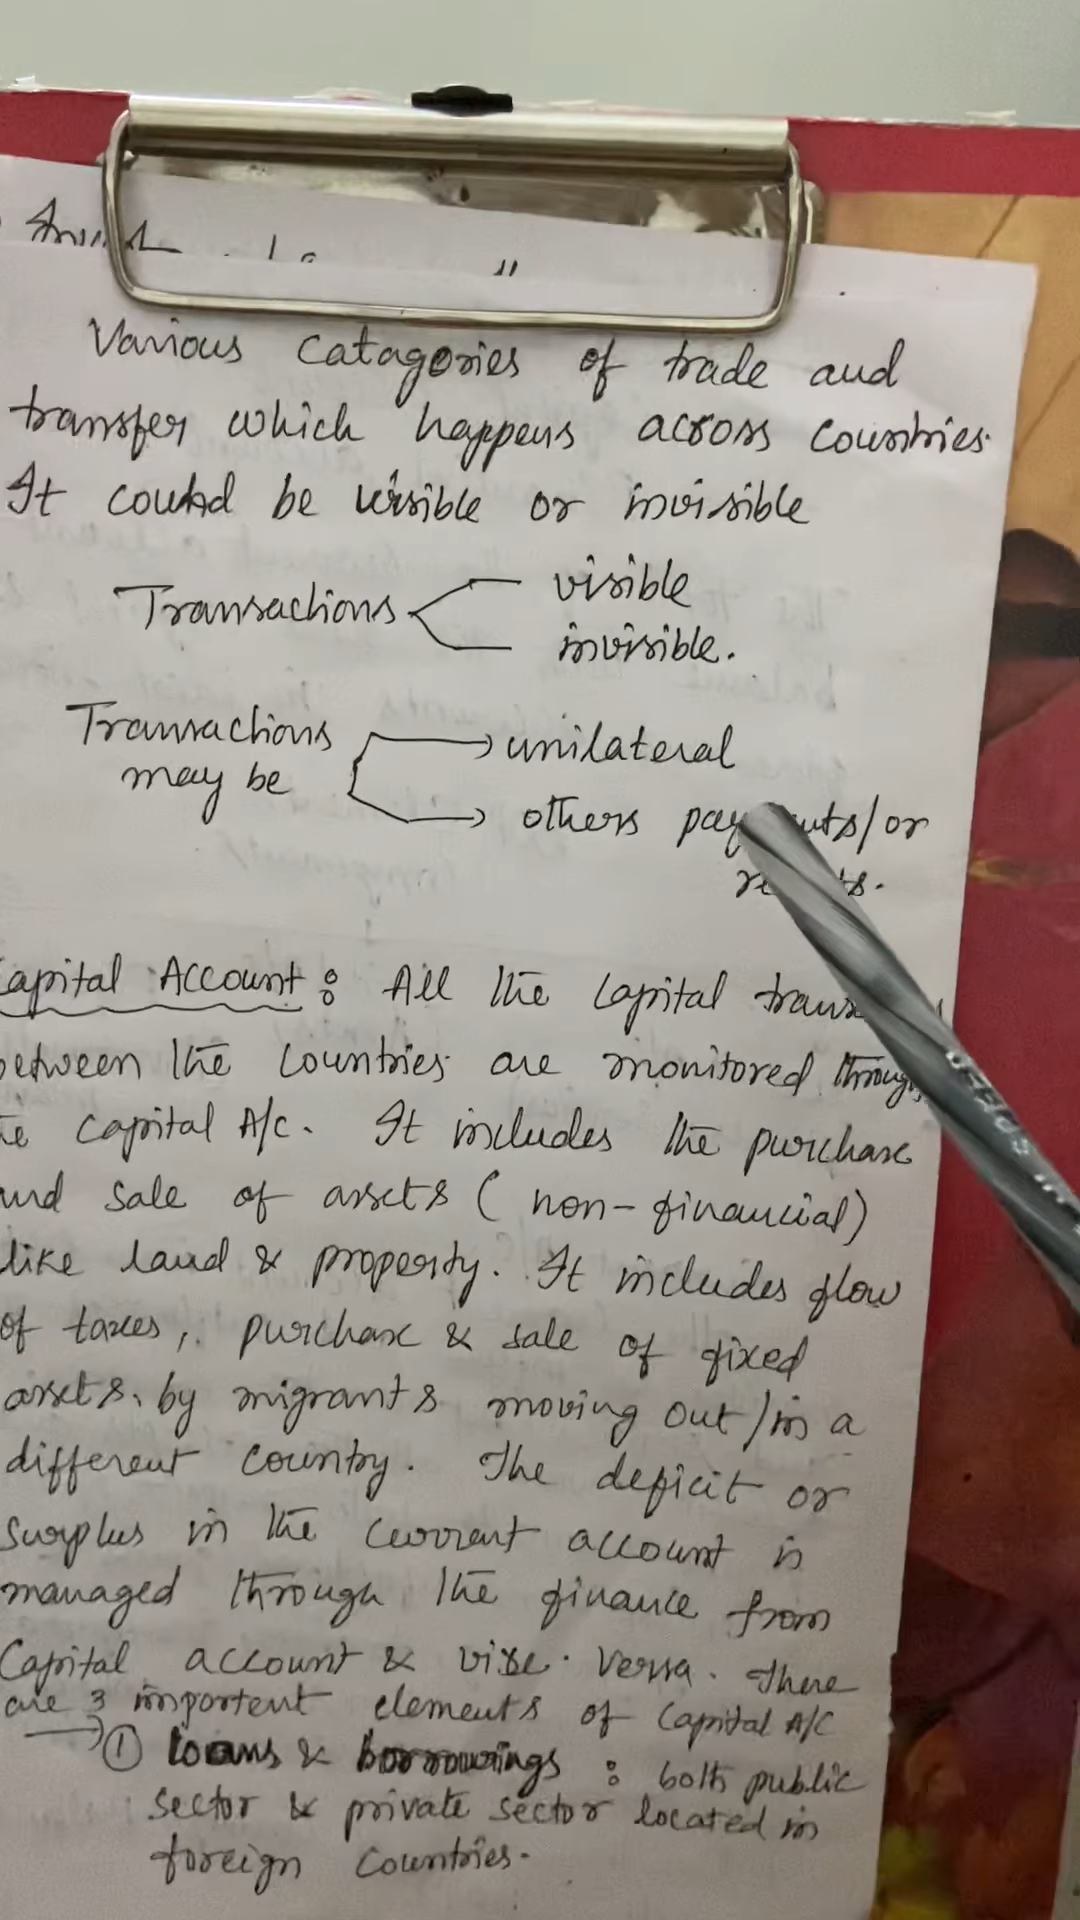 Various catagories of trade and
transfer which happens across countries.
It could be visible or invisible
Transactions
visible
invisible.
Transactions
may be
unilateral
others payments/or
Capital Account : All the Capital
between the countries are monitored through
the capital A/c. It includes the purchase
and sale of assets ( non-financial)
like land & property. It includes flow
of taxes, purchase & sale of fixed
assets, by migrants moving out/in a
different country. The deficit or
surplus in the current account is
managed through the finance from
Capital account & vise versa. There
are 3 importent elements of Capital A/C
→ ① loans & borrowings : both public
sector & private sector located in
foreign countries.